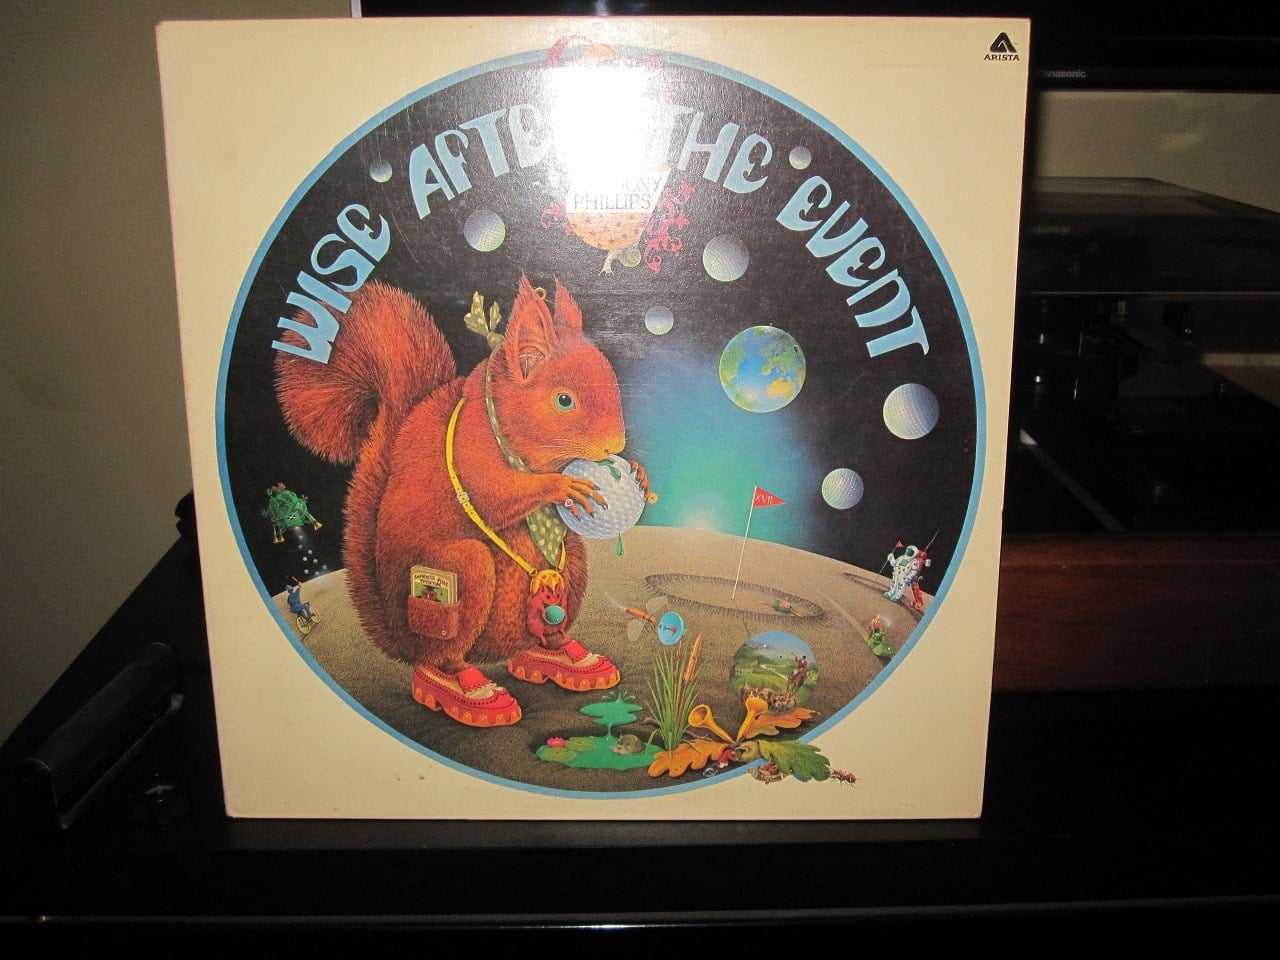 WISE AFTE THE EVENT
PHILLIPS
ARISTA
XVII